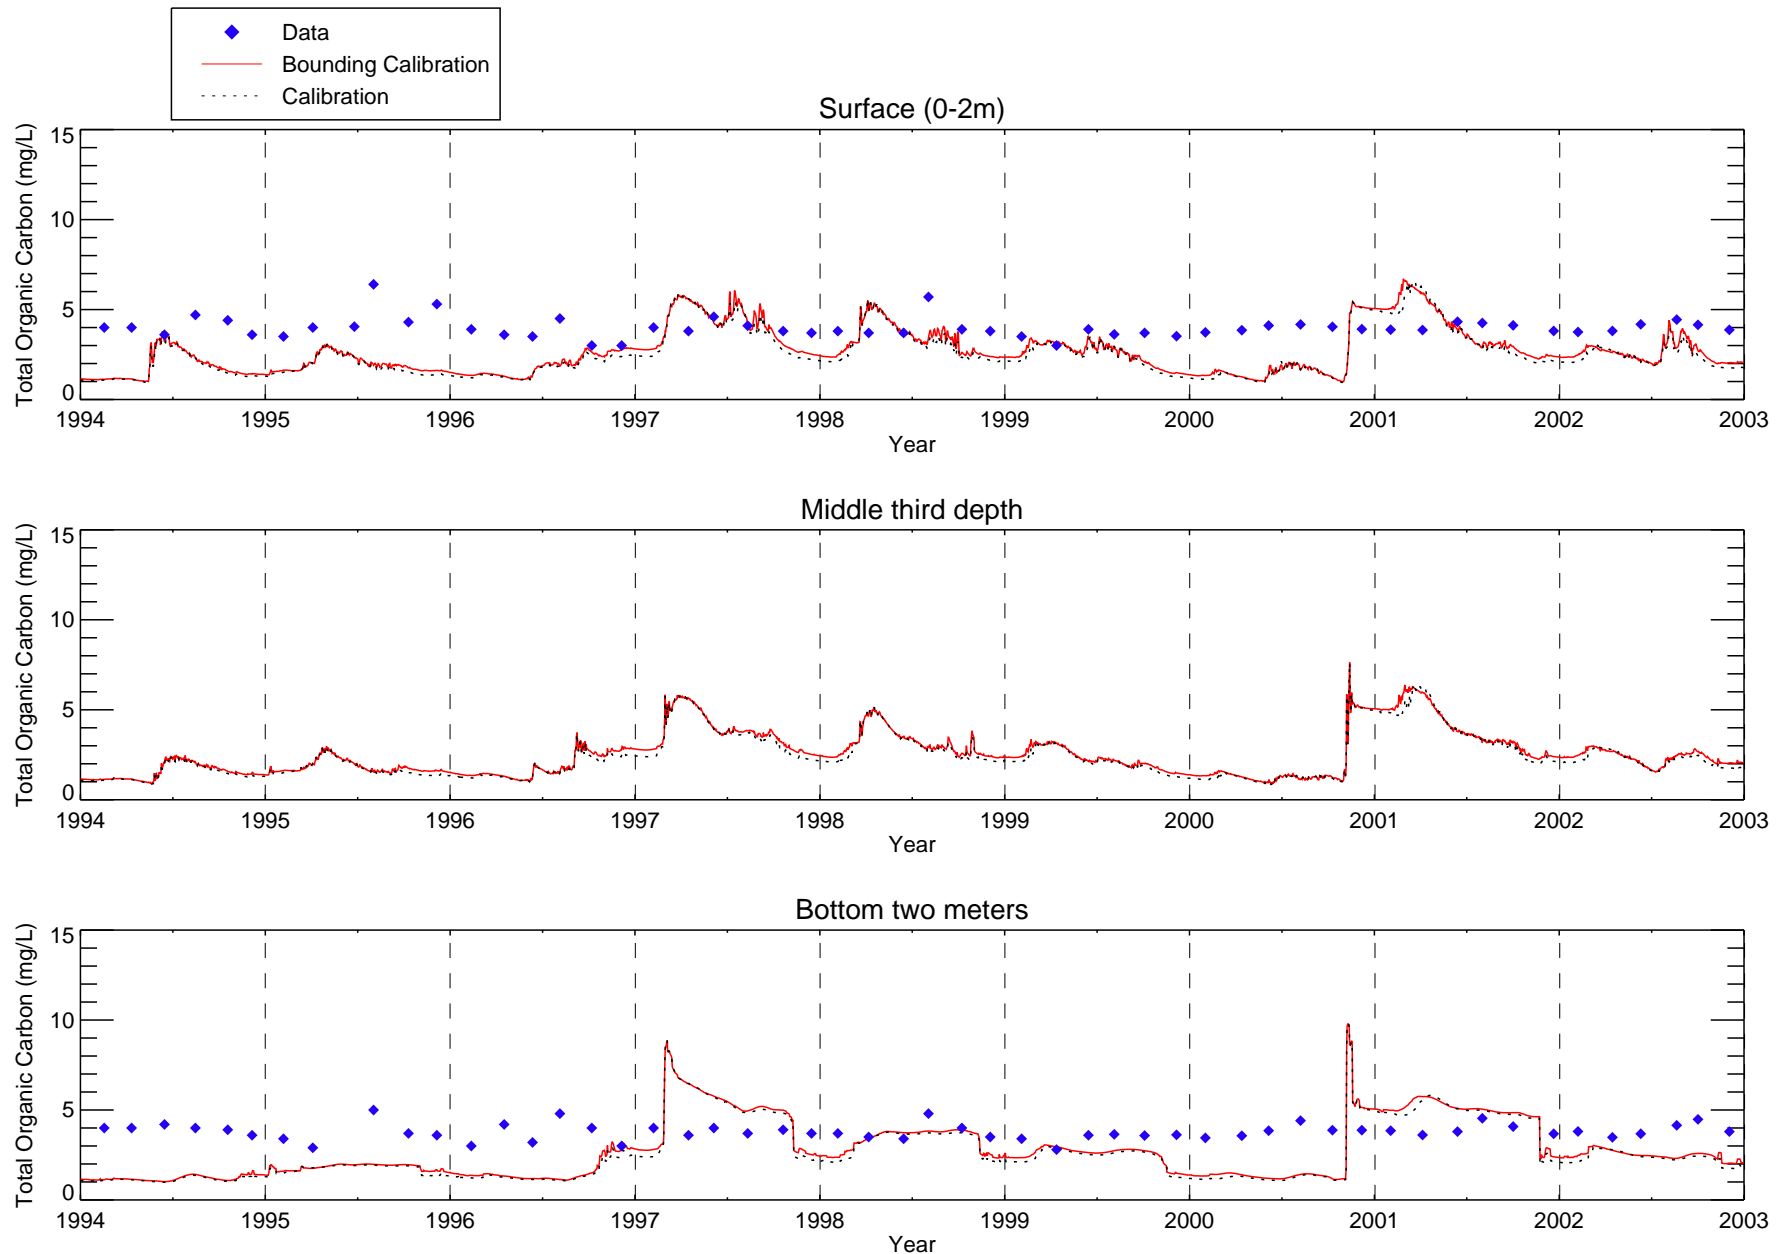 Data
Bounding Calibration
Calibration
Surface (0-2m)
Total Organic Carbon (mg/L)
15
10
5
0
1994 1995 1996 1997 1998 1999 2000 2001 2002 2003
Year
Middle third depth
Total Organic Carbon (mg/L)
15
10
5
0
1994 1995 1996 1997 1998 1999 2000 2001 2002 2003
Year
Bottom two meters
Total Organic Carbon (mg/L)
15
10
5
0
1994 1995 1996 1997 1998 1999 2000 2001 2002 2003
Year